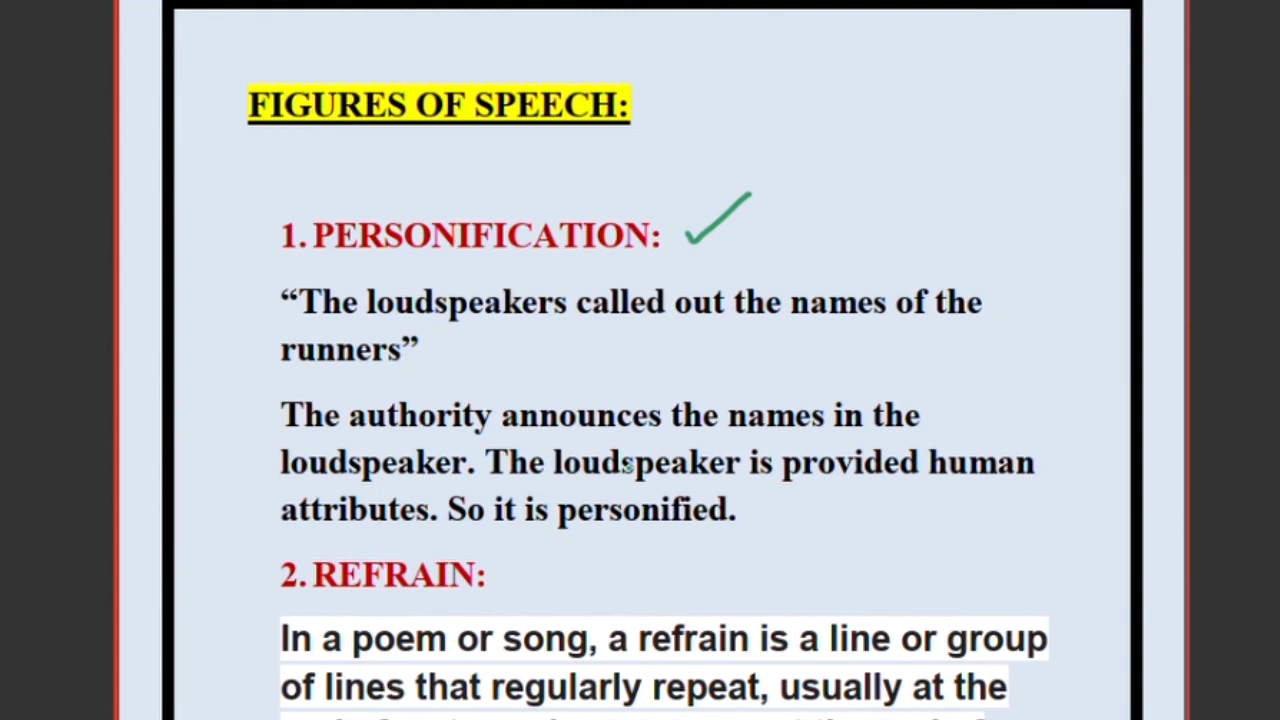 FIGURES OF SPEECH:
1. PERSONIFICATION:
“The loudspeakers called out the names of the
runners”
The authority announces the names in the
loudspeaker. The loudspeaker is provided human
attributes. So it is personified.
2. REFRAIN:
In a poem or song, a refrain is a line or group
of lines that regularly repeat, usually at the